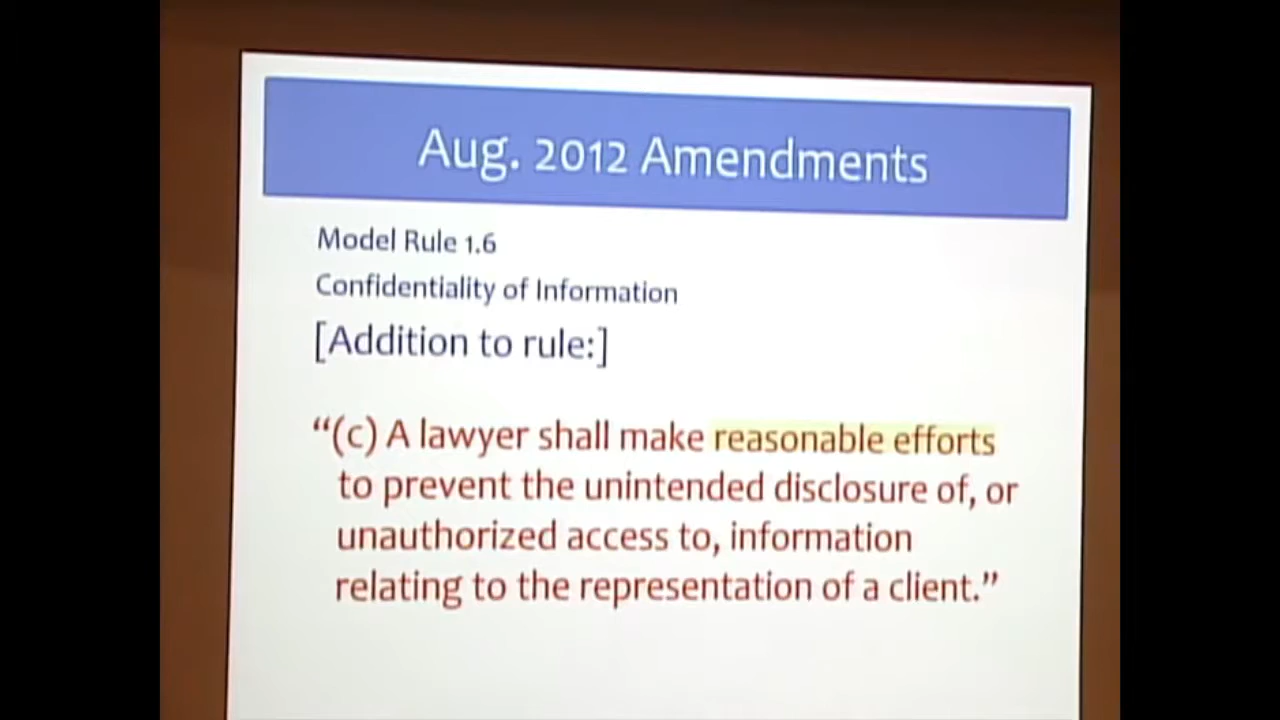 Aug. 2012 Amendments
Model Rule 1.6
Confidentiality of Information
[Addition to rule:]
“(c) A lawyer shall make reasonable efforts
to prevent the unintended disclosure of, or
unauthorized access to, information
relating to the representation of a client.”